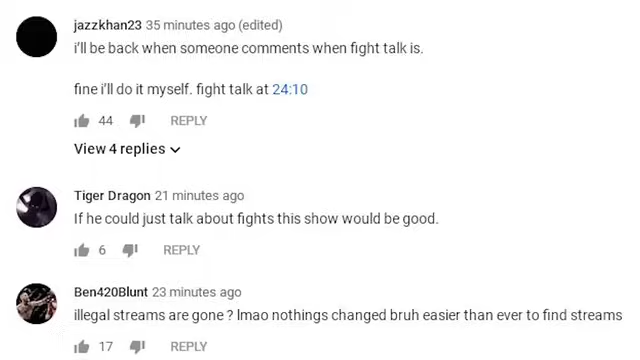 jazzkhan23 35 minutes ago (edited)
i'll be back when someone comments when fight talk is.
fine i'll do it myself. fight talk at 24:10
44 REPLY
View 4 replies
Tiger Dragon 21 minutes ago
If he could just talk about fights this show would be good.
6 REPLY
Ben420Blunt 23 minutes ago
illegal streams are gone ? lmao nothings changed bruh easier than ever to find streams
17 REPLY